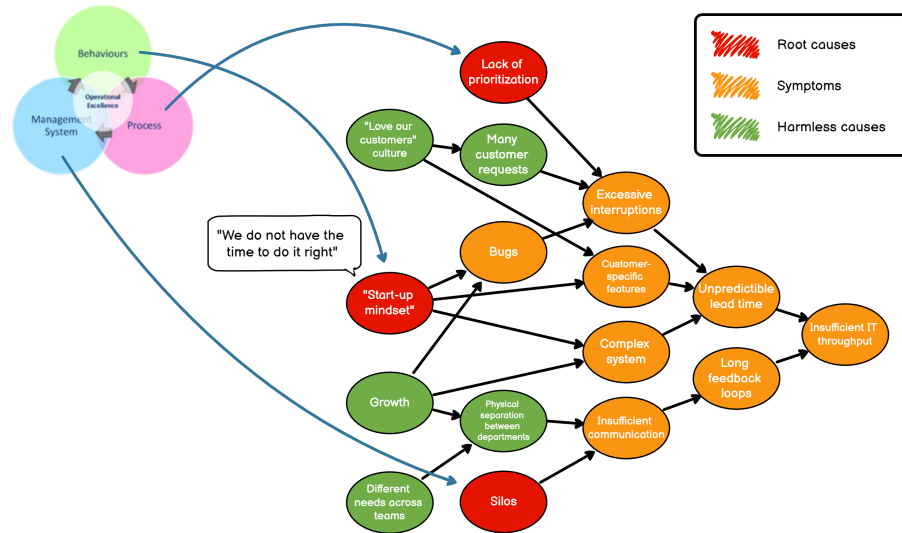 Behaviours
Operational
Excellence
Management
System
Process
Root causes
Symptoms
Harmless causes
Lack of
prioritization
"Love our
customers"
culture
Many
customer
requests
Excessive
interruptions
"We do not have the
time to do it right"
Bugs
Customer-
specific
features
"Start-up
mindset"
Unpredictible
lead time
Insufficient IT
throughput
Complex
system
Long
feedback
loops
Growth
Physical
separation
between
departments
Insufficient
communication
Different
needs across
teams
Silos